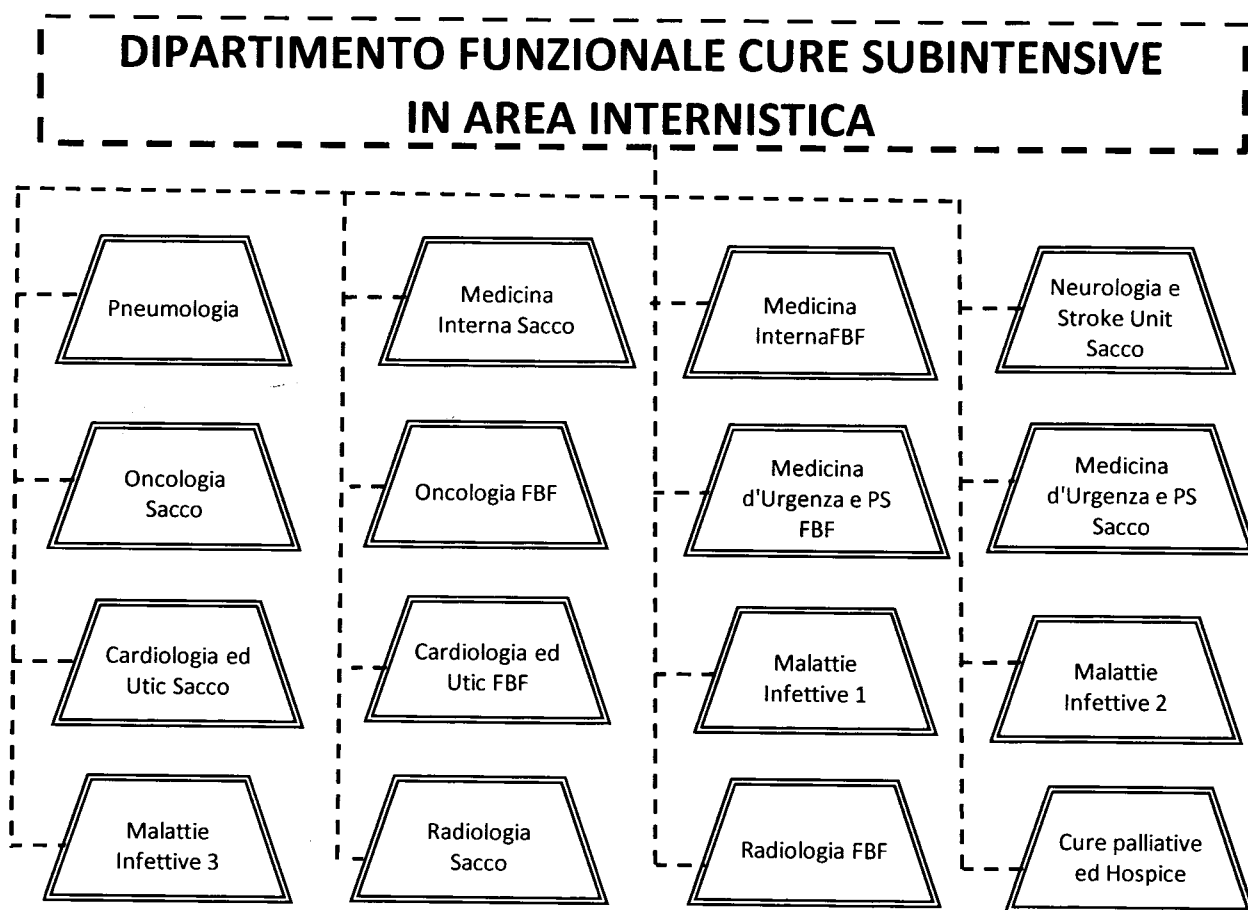 DIPARTIMENTO FUNZIONALE CURE SUBINTENSIVE
IN AREA INTERNISTICA
Pneumologia
Medicina
Interna Sacco
Medicina
InternaFBF
Neurologia e
Stroke Unit
Sacco
Oncologia
Sacco
Oncologia FBF
Medicina
d'Urgenza e PS
FBF
Medicina
d'Urgenza e PS
Sacco
Cardiologia ed
Utic Sacco
Cardiologia ed
Utic FBF
Malattie
Infettive 1
Malattie
Infettive 2
Malattie
Infettive 3
Radiologia
Sacco
Radiologia FBF
Cure palliative
ed Hospice